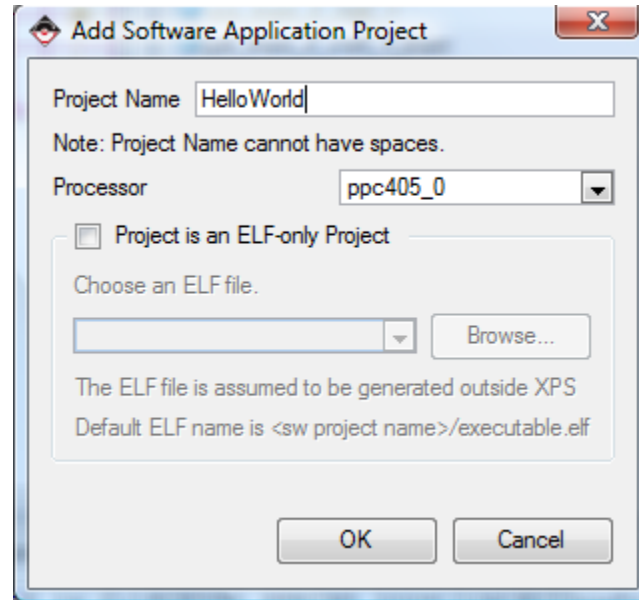 Add Software Application Project
Project Name HelloWorld
Note: Project Name cannot have spaces.
Processor ppc405_0
Project is an ELF-only Project
Choose an ELF file.
Browse...
The ELF file is assumed to be generated outside XPS
Default ELF name is <sw project name>/executable.elf
OK Cancel